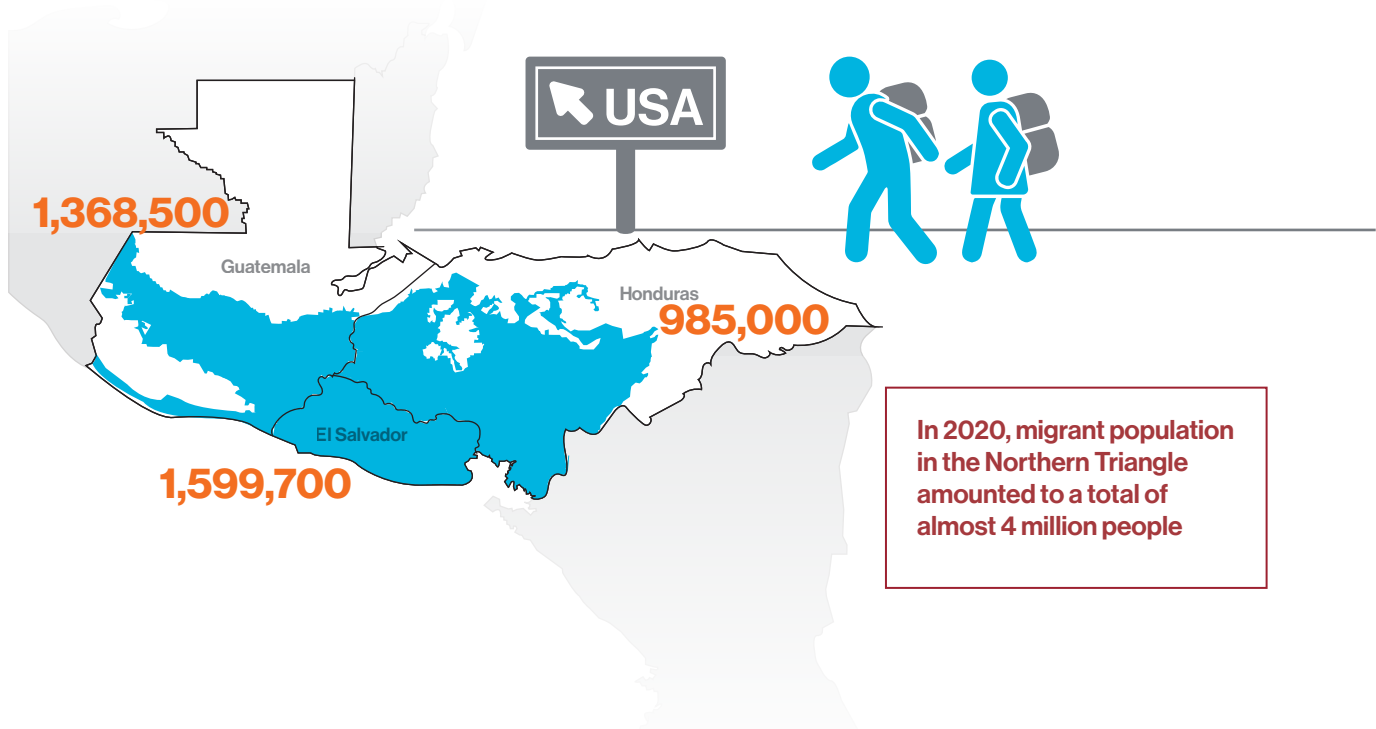 USA
1,368,500
Guatemala
Honduras
985,000
El Salvador
1,599,700
In 2020, migrant population
in the Northern Triangle
amounted to a total of
almost 4 million people